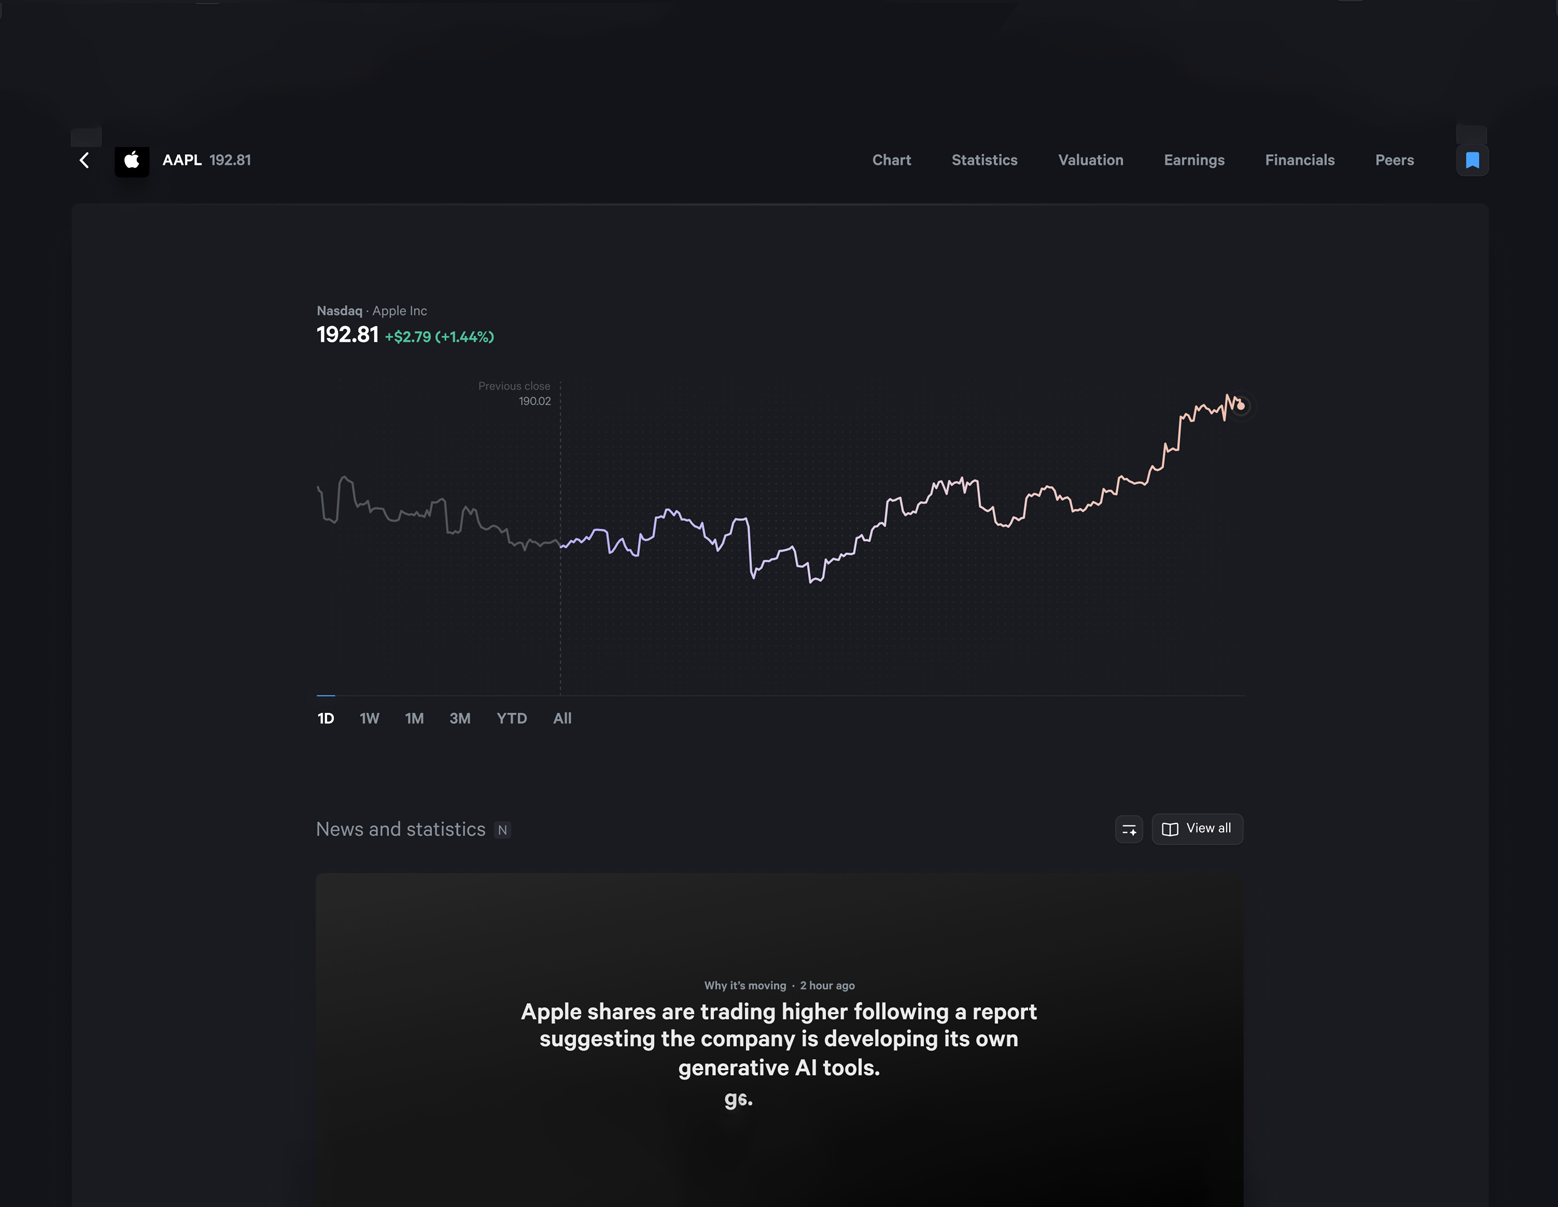 AAPL 192.81
Chart
Statistics
Valuation
Earnings
Financials
Peers
Nasdaq · Apple Inc
192.81 +$2.79 (+1.44%)
Previous close
190.02
1D
1W
1M
3M
YTD
All
News and statistics N
View all
Why it's moving · 2 hour ago
Apple shares are trading higher following a report
suggesting the company is developing its own
generative AI tools.
gs.